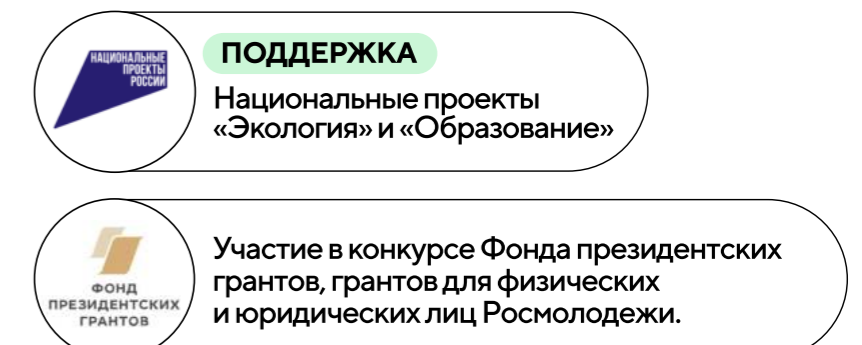 НАЦИОНАЛЬНЫЕ
ПРОЕКТЫ
РОССИИ
ПОДДЕРЖКА
Национальные проекты
«Экология» и «Образование»
ФОНД
ПРЕЗИДЕНТСКИХ
ГРАНТОВ
Участие в конкурсе Фонда президентских
грантов, грантов для физических
и юридических лиц Росмолодежи.